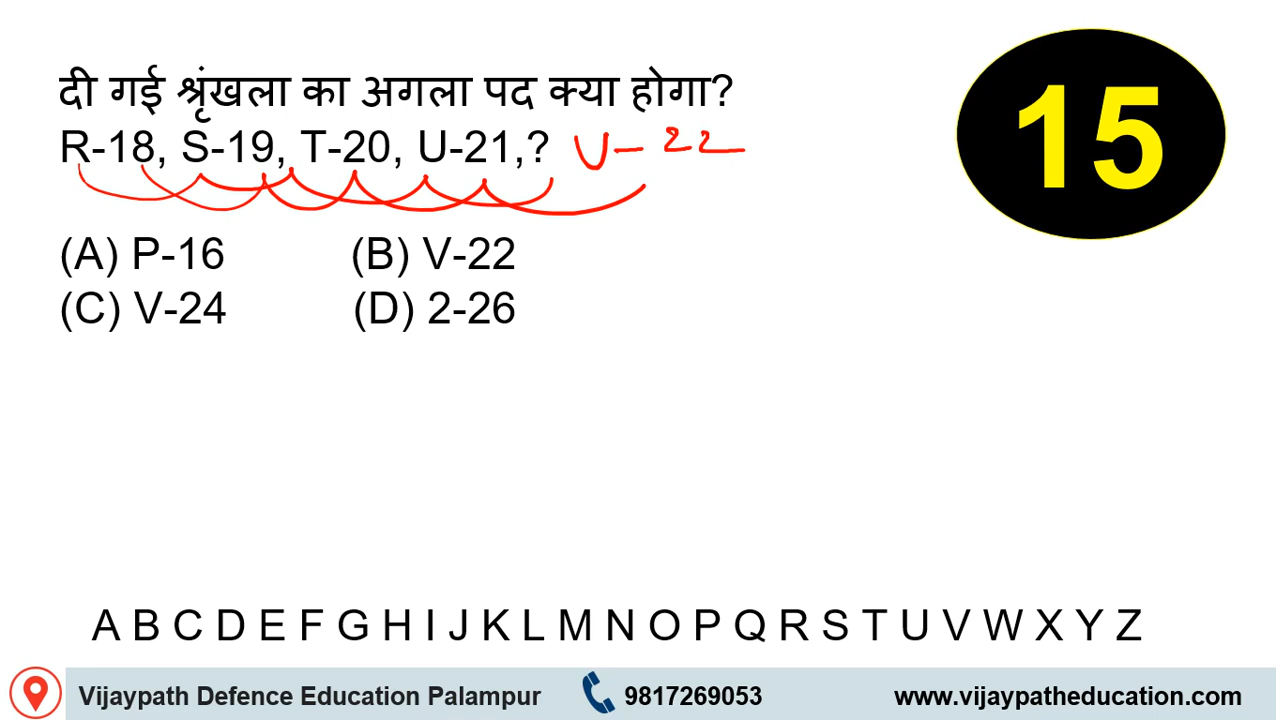 दी गई श्रृंखला का अगला पद क्या होगा?
R-18, S-19, T-20, U-21,? V- 22
15
(A) P-16 (B) V-22
(C) V-24 (D) 2-26
A B C D E F G H I J K L M N O P Q R S T U V W X Y Z
Vijaypath Defence Education Palampur 9817269053 www.vijaypatheducation.com